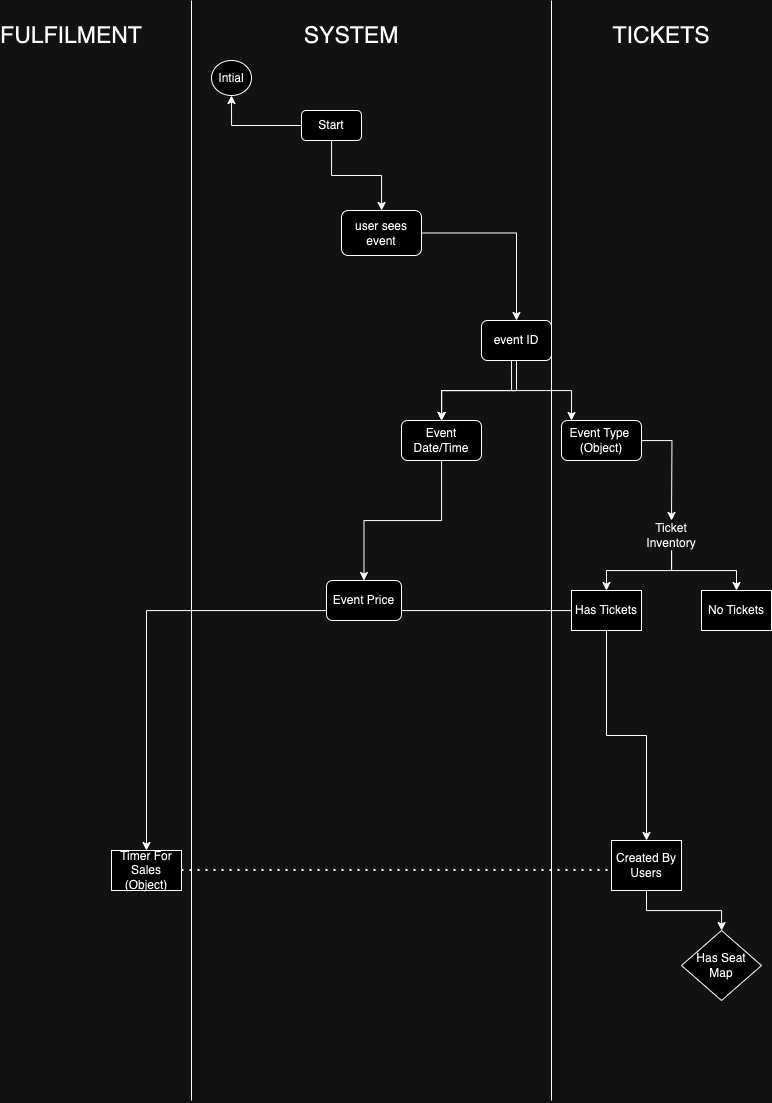 FULFILMENT
SYSTEM
TICKETS
Intial
Start
user sees
event
event ID
Event
Date/Time
Event Type
(Object)
Ticket
Inventory
Event Price
Has Tickets
No Tickets
Timer For
Sales
(Object)
Created By
Users
Has Seat
Map